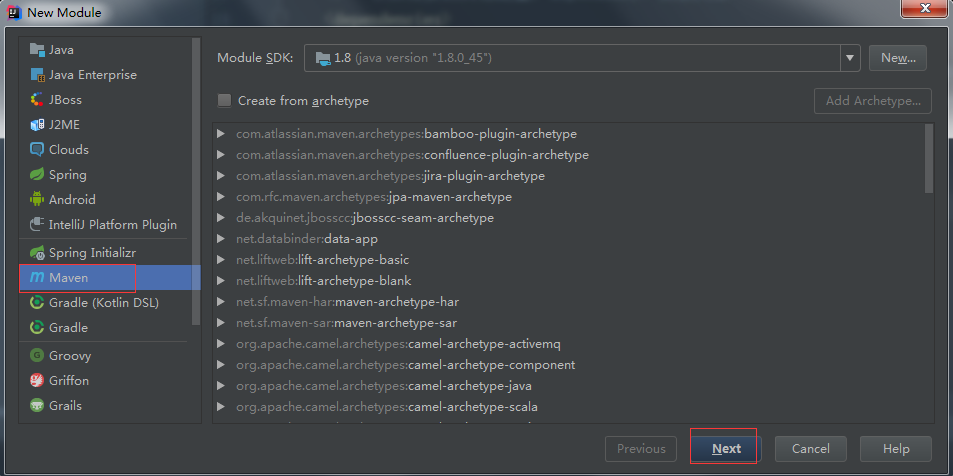 New Module
Java
Java Enterprise
JBoss
J2ME
Clouds
Spring
Android
IntelliJ Platform Plugin
Spring Initializr
Maven
Gradle (Kotlin DSL)
Gradle
Groovy
Griffon
Grails
Module SDK: 1.8 (java version "1.8.0_45") New...
Create from archetype Add Archetype...
com.atlassian.maven.archetypes:bamboo-plugin-archetype
com.atlassian.maven.archetypes:confluence-plugin-archetype
com.atlassian.maven.archetypes:jira-plugin-archetype
com.rfc.maven.archetypes:jpa-maven-archetype
de.akquinet.jbosscc:jbosscc-seam-archetype
net.databinder:data-app
net.liftweb:lift-archetype-basic
net.liftweb:lift-archetype-blank
net.sf.maven-har:maven-archetype-har
net.sf.maven-sar:maven-archetype-sar
org.apache.camel.archetypes:camel-archetype-activemq
org.apache.camel.archetypes:camel-archetype-component
org.apache.camel.archetypes:camel-archetype-java
org.apache.camel.archetypes:camel-archetype-scala
Previous Next Cancel Help